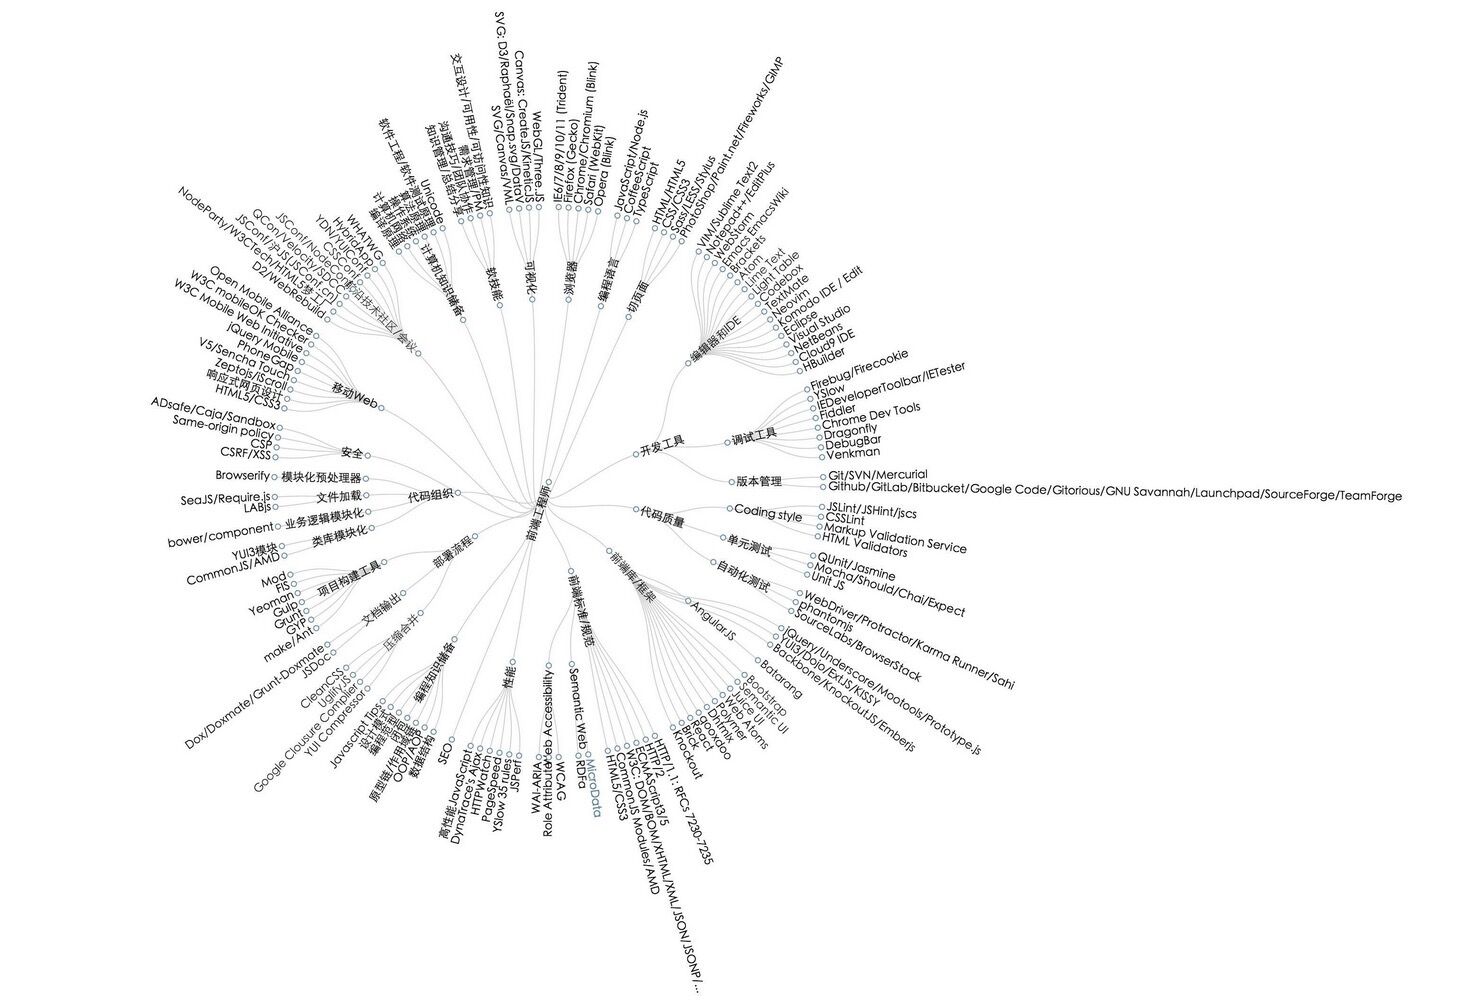 前端工程师
浏览器
IE6/7/8/9/10/11 (Trident)
Firefox (Gecko)
Chrome/Chromium (Blink)
Safari (WebKit)
Opera (Blink)
编程语言
JavaScript/Node.js
CoffeeScript
TypeScript
切页面
HTML/HTML5
CSS/CSS3
Sass/LESS/Stylus
PhotoShop/Paint.net/Fireworks/GIMP
开发工具
编辑器和IDE
VIM/Sublime Text2
Notepad++/EditPlus
WebStorm
Emacs EmacsWiki
Brackets
Atom
Lime Text
Light Table
Codebox
TextMate
Neovim
Komodo IDE / Edit
Eclipse
Visual Studio
NetBeans
Cloud9 IDE
HBuilder
调试工具
Firebug/Firecookie
YSlow
IEDeveloperToolbar/IETester
Fiddler
Chrome Dev Tools
Dragonfly
DebugBar
Venkman
版本管理
Git/SVN/Mercurial
Github/GitLab/Bitbucket/Google Code/Gitorious/GNU Savannah/Launchpad/SourceForge/TeamForge
代码质量
Coding style
JSLint/JSHint/jscs
CSSLint
Markup Validation Service
HTML Validators
单元测试
QUnit/Jasmine
Mocha/Should/Chai/Expect
Unit JS
自动化测试
WebDriver/Protractor/Karma Runner/Sahi
phantomjs
SourceLabs/BrowserStack
前端库/框架
jQuery/Underscore/Mootools/Prototype.js
YUI3/Dojo/ExtJS/KISSY
Backbone/KnockoutJS/Emberjs
AngularJS
Batarang
Bootstrap
Semantic UI
Juice UI
Web Atoms
Polymer
Dhtmlx
qooxdoo
React
Brick
Knockout
前端标准/规范
HTTP/1.1: RFCs 7230-7235
HTTP/2
ECMAScript3/5
W3C: DOM/BOM/XHTML/XML/JSON/JSONP/...
CommonJS Modules/AMD
HTML5/CSS3
Semantic Web
MicroData
RDFa
Web Accessibility
WCAG
Role Attribute
WAI-ARIA
性能
JSPerf
YSlow 35 rules
PageSpeed
HTTPWatch
DynaTrace's Ajax
高性能JavaScript
SEO
编程知识储备
数据结构
OOP/AOP
原型链/作用域链
闭包
编程范型
设计模式
Javascript Tips
部署流程
压缩合并
YUI Compressor
Google Clousure Complier
UglifyJS
CleanCSS
文档输出
JSDoc
Dox/Doxmate/Grunt-Doxmate
项目构建工具
make/Ant
GYP
Grunt
Gulp
Yeoman
FIS
Mod
代码组织
类库模块化
CommonJS/AMD
YUI3模块
业务逻辑模块化
bower/component
文件加载
LABjs
SeaJS/Require.js
模块化预处理器
Browserify
安全
CSRF/XSS
CSP
Same-origin policy
ADsafe/Caja/Sandbox
移动Web
HTML5/CSS3
响应式网页设计
Zeptojs/iScroll
V5/Sencha Touch
PhoneGap
jQuery Mobile
W3C Mobile Web Initiative
W3C mobileOK Checker
Open Mobile Alliance
前沿技术社区/会议
D2/WebRebuild
NodeParty/W3CTech/HTML5梦工厂
JSConf/沪JS(JSConf.cn)
QCon/Velocity/SDCC
JSConf/NodeConf
CSSConf
YDN/YUIConf
HybridApp
WHATWG
计算机知识储备
编译原理
计算机网络
操作系统
算法原理
软件工程/软件测试原理
Unicode
软技能
知识管理/总结分享
沟通技巧/团队协作
需求管理/PM
交互设计/可用性/可访问性知识
可视化
SVG/Canvas/VML
SVG: D3/Raphaël/Snap.svg/DataV
Canvas: CreateJS/KineticJS
WebGL/Three.JS